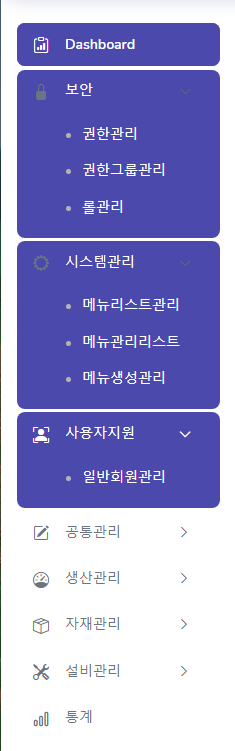 Dashboard
보안
권한관리
권한그룹관리
롤관리
시스템관리
메뉴리스트관리
메뉴관리리스트
메뉴생성관리
사용자지원
일반회원관리
공통관리
생산관리
자재관리
설비관리
통계